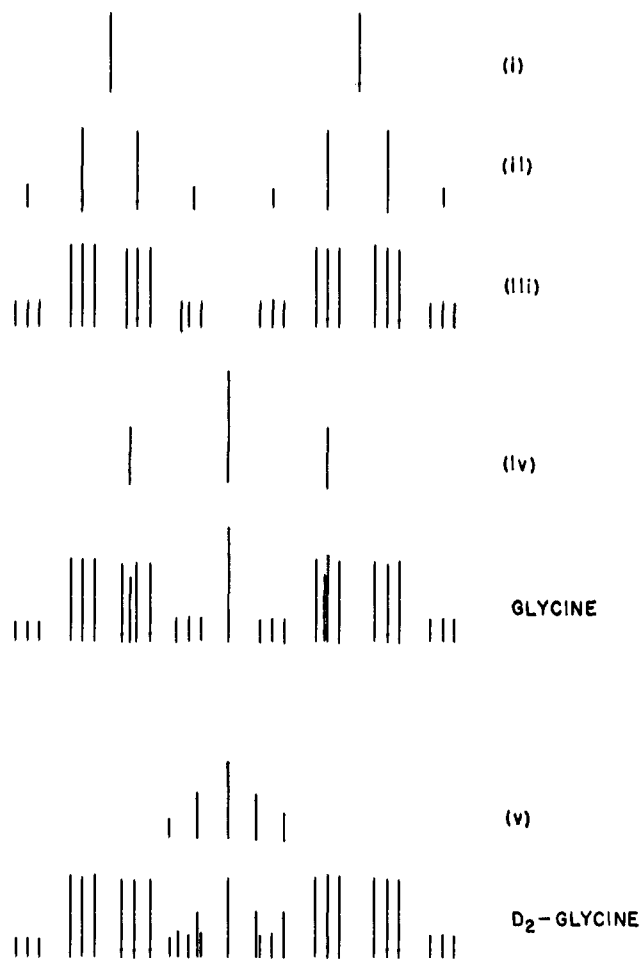 (i)
(ii)
(iii)
(iv)
GLYCINE
(v)
D₂-GLYCINE